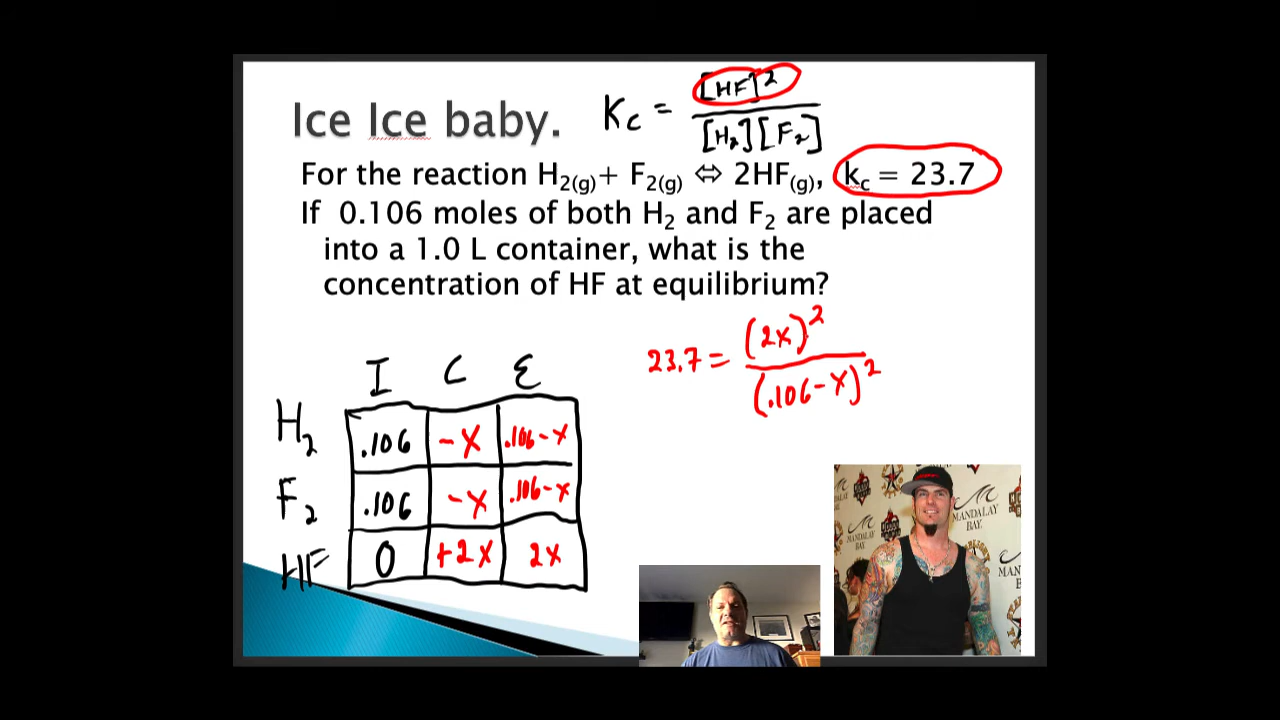 Ice Ice baby.
Kc = [HF]² / [H₂][F₂]
For the reaction H₂(g)+ F₂(g) ⇔ 2HF(g), kc = 23.7
If 0.106 moles of both H₂ and F₂ are placed
into a 1.0 L container, what is the
concentration of HF at equilibrium?
23.7 = (2x)² / (.106-x)²
I C E
H₂ .106 -x .106-x
F₂ .106 -x .106-x
HF 0 +2x 2x
MANDALAY
BAY.